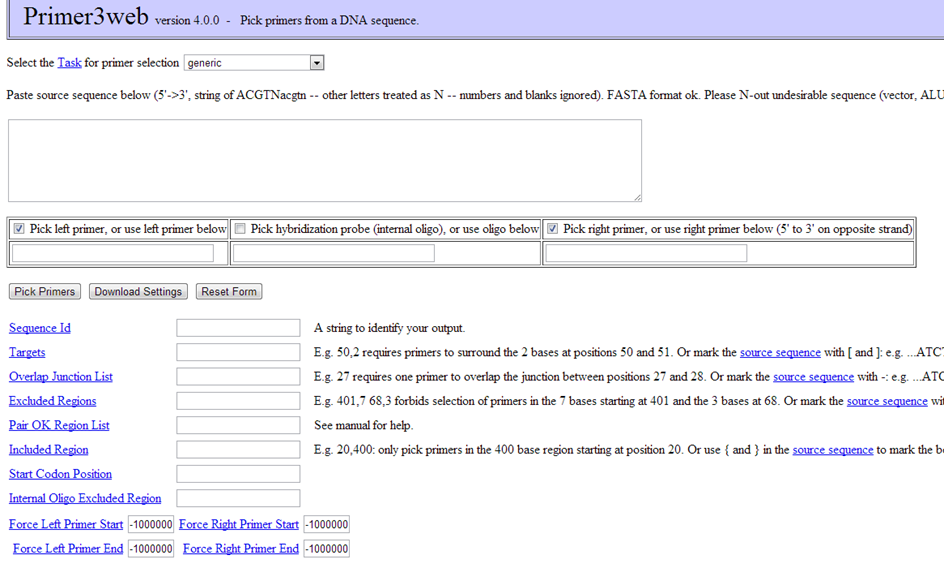 Primer3web version 4.0.0 - Pick primers from a DNA sequence.
Select the Task for primer selection generic
Paste source sequence below (5'->3', string of ACGTNacgtn -- other letters treated as N -- numbers and blanks ignored). FASTA format ok. Please N-out undesirable sequence (vector, ALU
Pick left primer, or use left primer below Pick hybridization probe (internal oligo), or use oligo below Pick right primer, or use right primer below (5' to 3' on opposite strand)
Pick Primers Download Settings Reset Form
Sequence Id A string to identify your output.
Targets E.g. 50,2 requires primers to surround the 2 bases at positions 50 and 51. Or mark the source sequence with [ and ]: e.g. ...ATCT
Overlap Junction List E.g. 27 requires one primer to overlap the junction between positions 27 and 28. Or mark the source sequence with -: e.g. ...ATC
Excluded Regions E.g. 401,7 68,3 forbids selection of primers in the 7 bases starting at 401 and the 3 bases at 68. Or mark the source sequence wit
Pair OK Region List See manual for help.
Included Region E.g. 20,400: only pick primers in the 400 base region starting at position 20. Or use { and } in the source sequence to mark the be
Start Codon Position
Internal Oligo Excluded Region
Force Left Primer Start -1000000 Force Right Primer Start -1000000
Force Left Primer End -1000000 Force Right Primer End -1000000